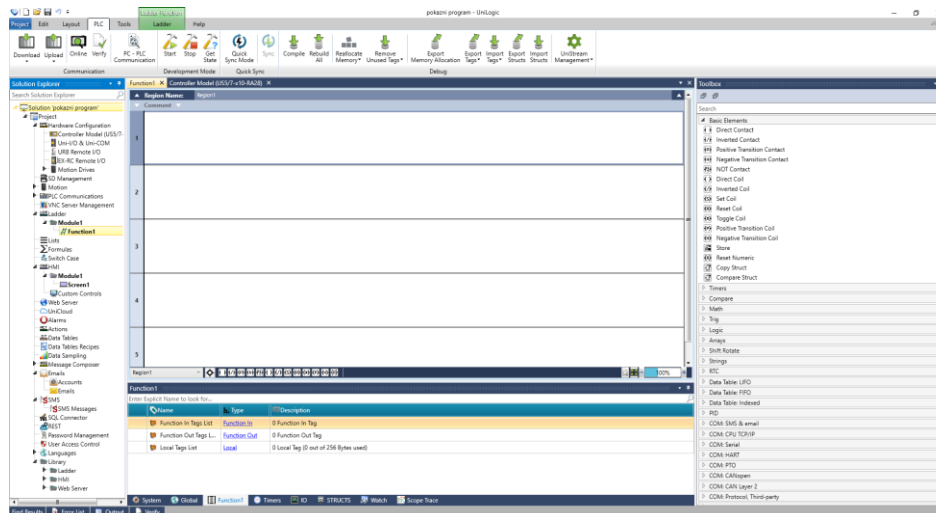 Ladder Function
pokazni program - UniLogic
Project Edit Layout PLC Tools Ladder Help
Download Upload Online Verify PC - PLC Communication Start Stop Get State Quick Sync Mode Sync Compile Rebuild All Reallocate Memory Remove Unused Tags Export Memory Allocation Export Tags Import Tags Export Structs Import Structs UniStream Management
Communication Development Mode Quick Sync Debug
Solution Explorer
Search Solution Explorer
Solution 'pokazni program'
Project
Hardware Configuration
Controller Model (US5/7-
Uni-I/O & Uni-COM
URB Remote I/O
EX-RC Remote I/O
Motion Drives
SD Management
Motion
PLC Communications
VNC Server Management
Ladder
Module1
Function1
Lists
Formules
Switch Case
HMI
Module1
Screen1
Custom Controls
Web Server
UniCloud
Alarms
Actions
Data Tables
Data Tables Recipes
Data Sampling
Message Composer
Emails
Accounts
Emails
SMS
SMS Messages
SQL Connector
REST
Password Management
User Access Control
Languages
Library
Ladder
HMI
Web Server
Find Results Error List Output Verify
Function1 Controller Model (US5/7-x10-RA28)
Region Name: Region1
Comment
1
2
3
4
5
Region1 100%
Function1
Enter Explicit Name to look for...
Name Type Description
Function In Tags List Function In 0 Function In Tag
Function Out Tags L... Function Out 0 Function Out Tag
Local Tags List Local 0 Local Tag (0 out of 256 Bytes used)
System Global Function1 Timers IO STRUCTS Watch Scope Trace
Toolbox
Search
Basic Elements
Direct Contact
Inverted Contact
Positive Transition Contact
Negative Transition Contact
NOT Contact
Direct Coil
Inverted Coil
Set Coil
Reset Coil
Toggle Coil
Positive Transition Coil
Negative Transition Coil
Store
Reset Numeric
Copy Struct
Compare Struct
Timers
Compare
Math
Trig
Logic
Arrays
Shift Rotate
Strings
RTC
Data Table: LIFO
Data Table: FIFO
Data Table: Indexed
PID
COM: SMS & email
COM: CPU TCP/IP
COM: Serial
COM: HART
COM: PTO
COM: CANopen
COM: CAN Layer 2
COM: Protocol, Third-party